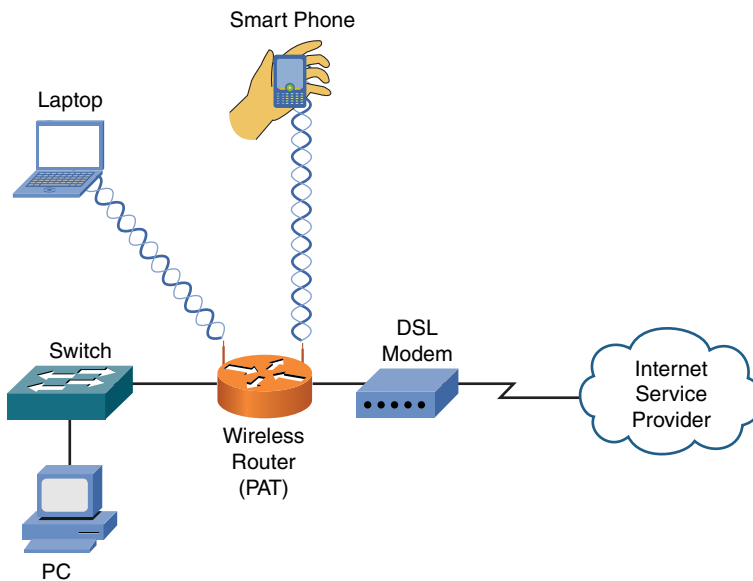 Smart Phone
Laptop
DSL
Modem
Switch
Internet
Service
Provider
Wireless
Router
(PAT)
PC